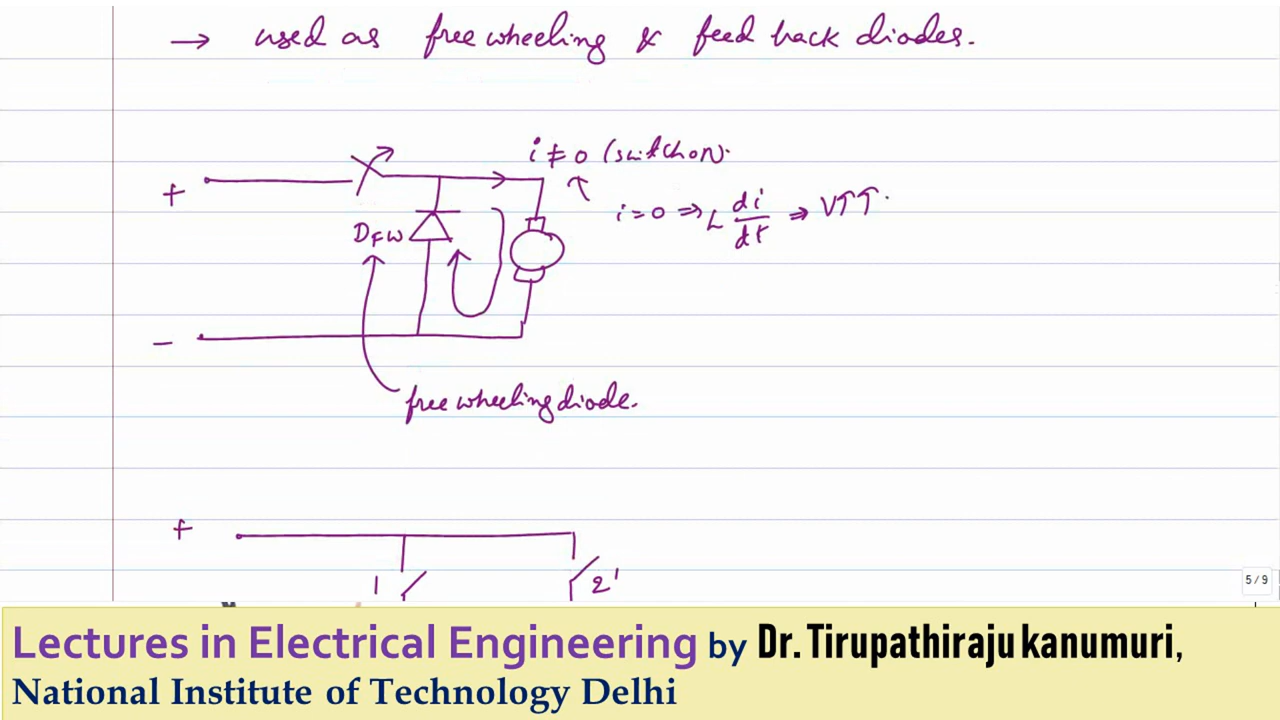 → used as free wheeling & feed back diodes.
i ≠ 0 (switch on).
+
i = 0 ⇒ L di/dt ⇒ V↑↑.
DFW
−
free wheeling diode.
+
1
2'
5 / 9
Lectures in Electrical Engineering by Dr. Tirupathiraju kanumuri,
National Institute of Technology Delhi